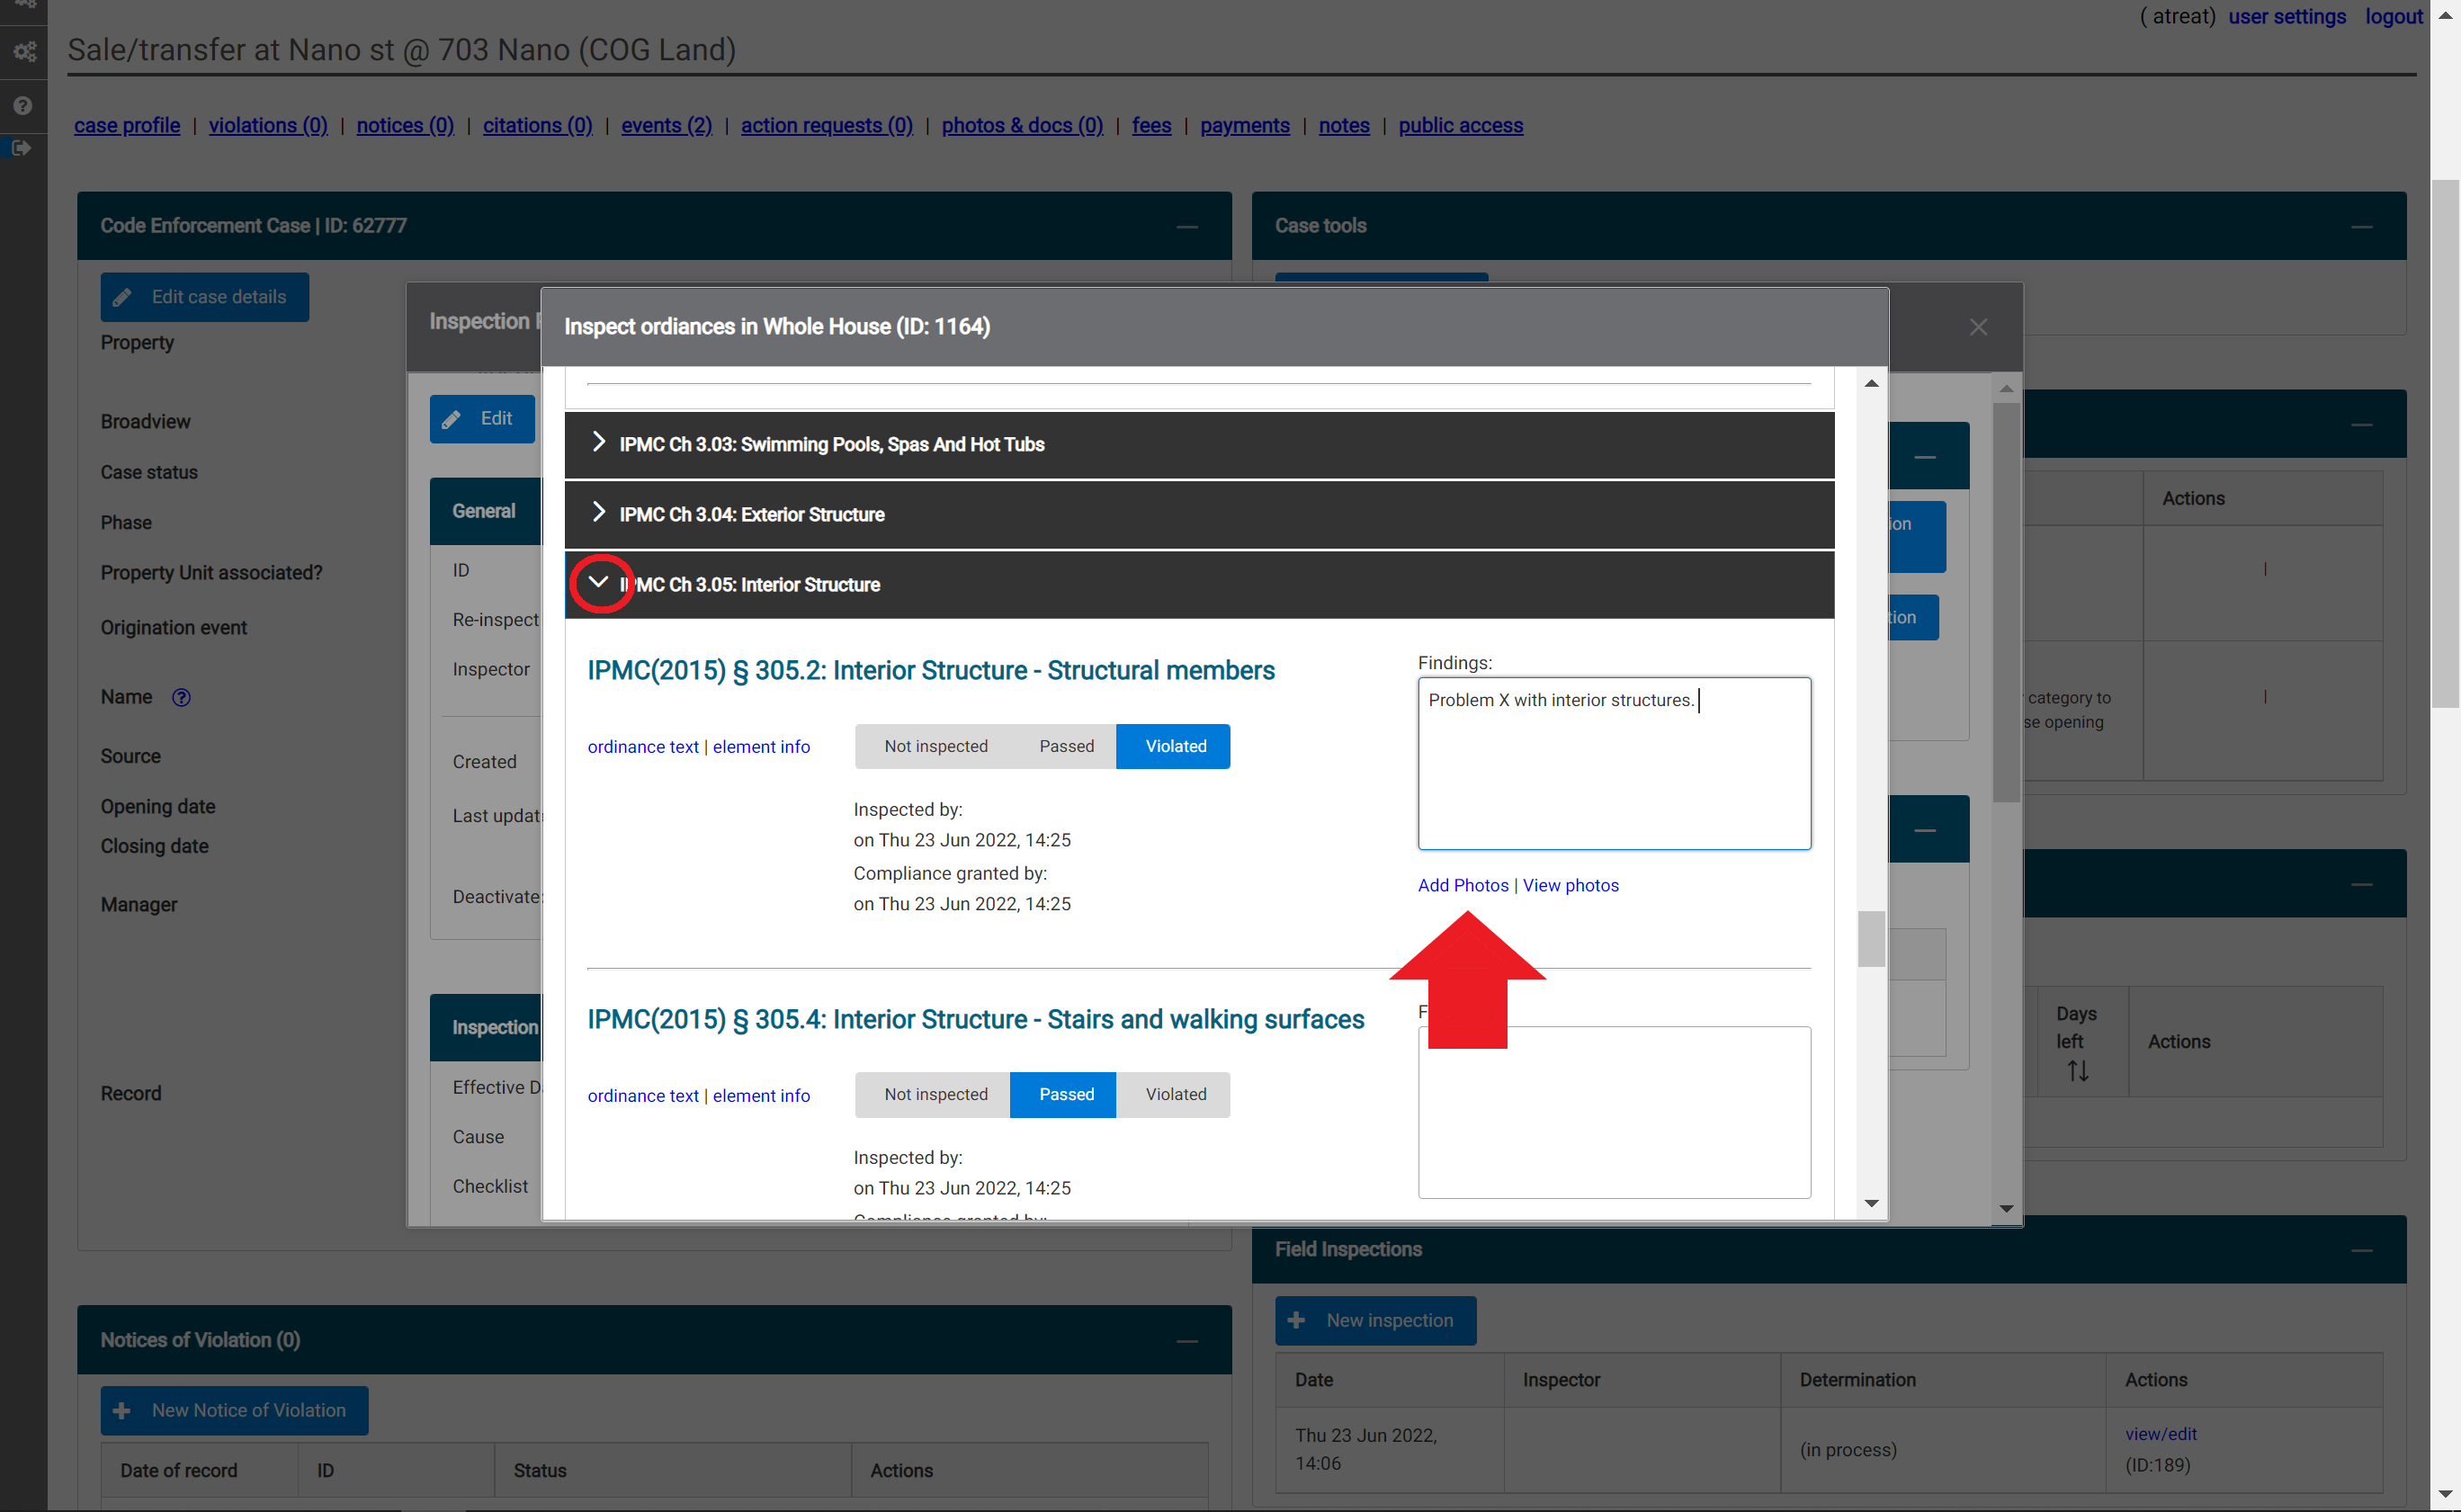 ( atreat) user settings logout
Sale/transfer at Nano st @ 703 Nano (COG Land)
case profile | violations (0) | notices (0) | citations (0) | events (2) | action requests (0) | photos & docs (0) | fees | payments | notes | public access
Code Enforcement Case | ID: 62777
Edit case details
Property
Broadview
Case status
Phase
Property Unit associated?
Origination event
Name
Source
Opening date
Closing date
Manager
Record
Case tools
Inspection
Edit
General
ID
Re-inspect
Inspector
Created
Last updat
Deactivate
Inspection
Effective D
Cause
Checklist
Inspect ordiances in Whole House (ID: 1164)
IPMC Ch 3.03: Swimming Pools, Spas And Hot Tubs
IPMC Ch 3.04: Exterior Structure
IPMC Ch 3.05: Interior Structure
IPMC(2015) § 305.2: Interior Structure - Structural members
ordinance text | element info
Not inspected Passed Violated
Inspected by:
on Thu 23 Jun 2022, 14:25
Compliance granted by:
on Thu 23 Jun 2022, 14:25
Findings:
Problem X with interior structures.
Add Photos | View photos
IPMC(2015) § 305.4: Interior Structure - Stairs and walking surfaces
ordinance text | element info
Not inspected Passed Violated
Inspected by:
on Thu 23 Jun 2022, 14:25
F
ion
tion
Actions
|
category to
se opening
|
Days
left
Actions
Field Inspections
New inspection
Date Inspector Determination Actions
Thu 23 Jun 2022,
14:06
(in process)
view/edit
(ID:189)
Notices of Violation (0)
New Notice of Violation
Date of record ID Status Actions